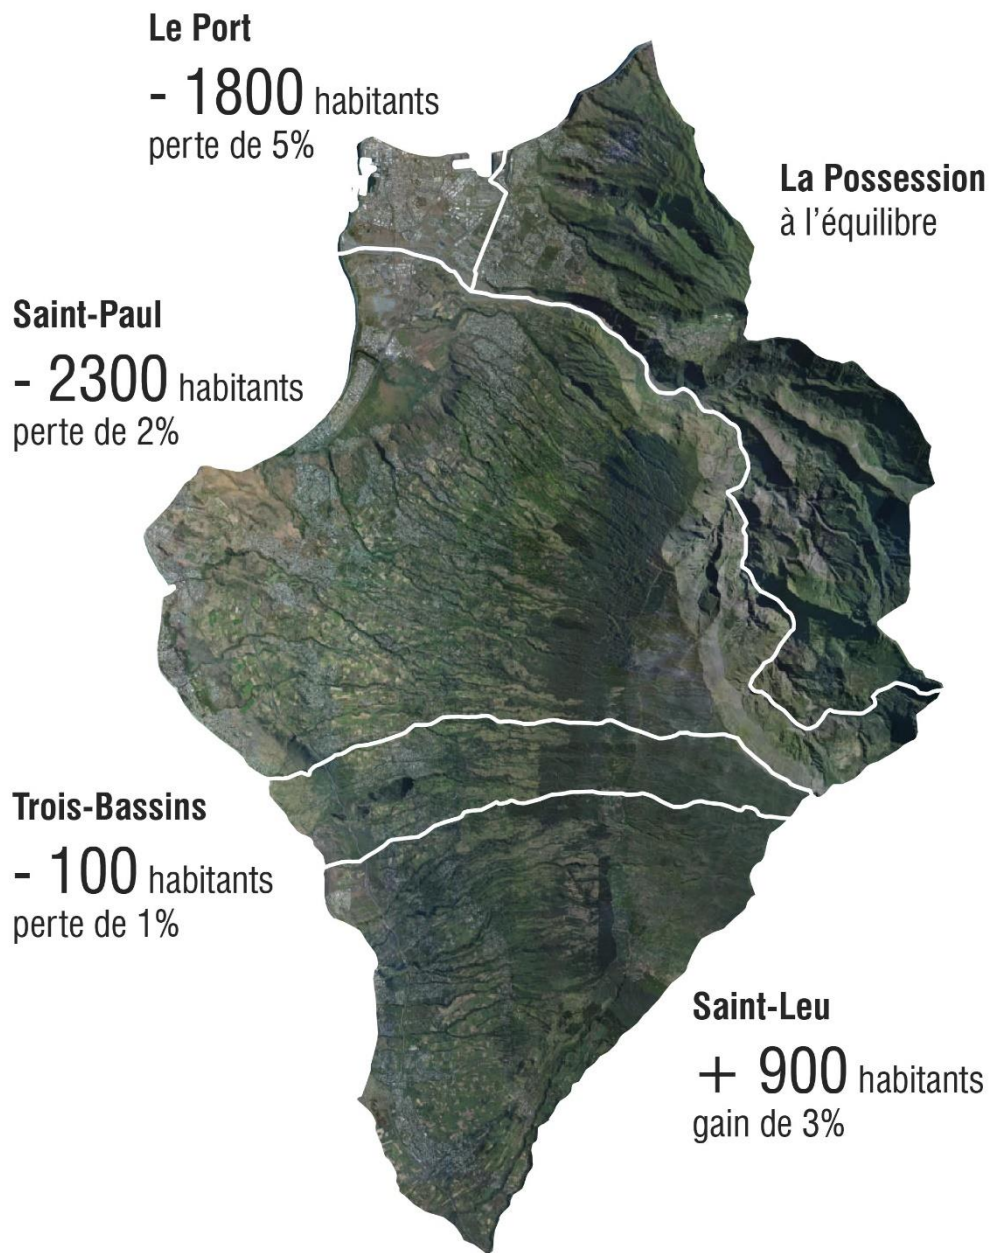 Le Port
- 1800 habitants
perte de 5%
La Possession
à l'équilibre
Saint-Paul
- 2300 habitants
perte de 2%
Trois-Bassins
- 100 habitants
perte de 1%
Saint-Leu
+ 900 habitants
gain de 3%